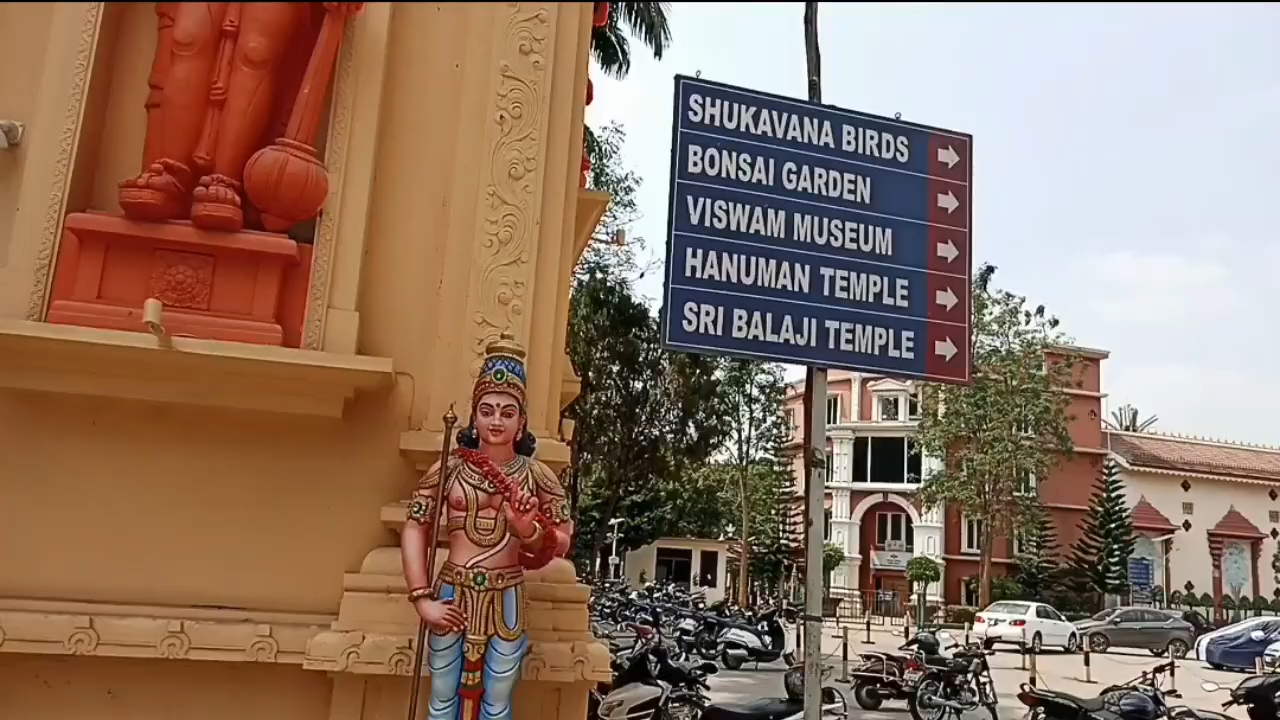 SHUKAVANA BIRDS
BONSAI GARDEN
VISWAM MUSEUM
HANUMAN TEMPLE
SRI BALAJI TEMPLE